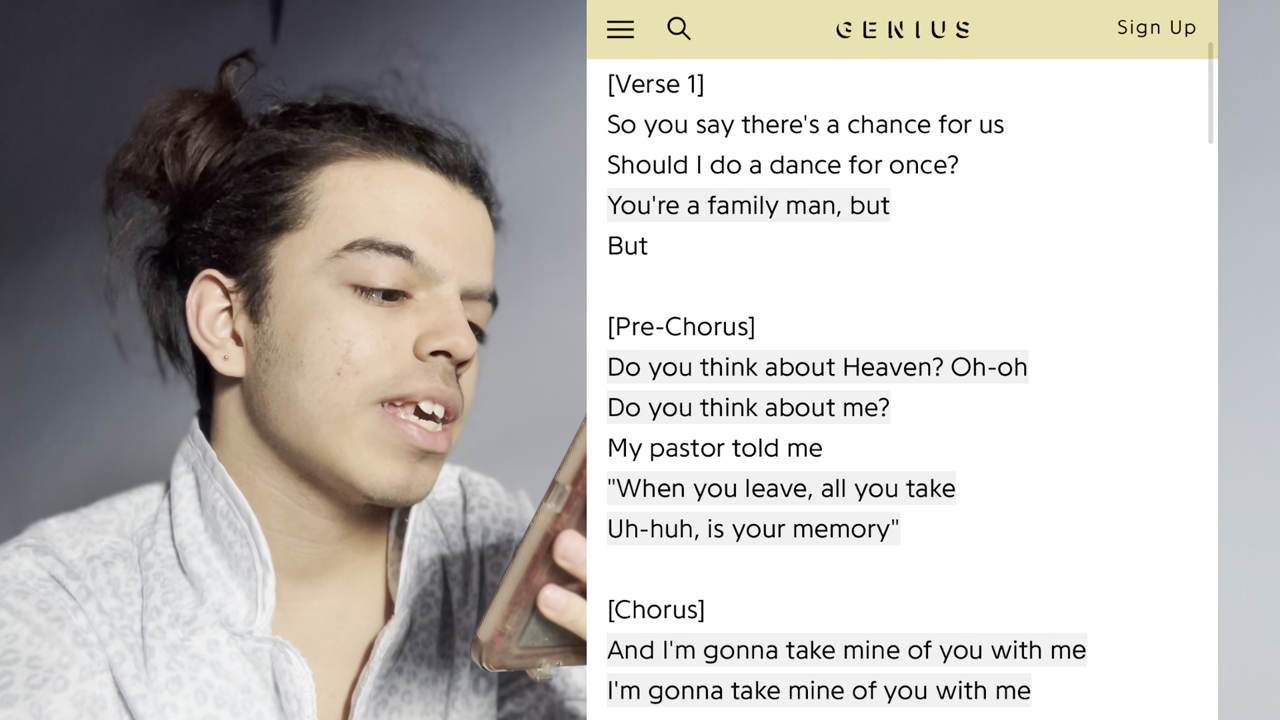 GENIUS
Sign Up
[Verse 1]
So you say there's a chance for us
Should I do a dance for once?
You're a family man, but
But
[Pre-Chorus]
Do you think about Heaven? Oh-oh
Do you think about me?
My pastor told me
"When you leave, all you take
Uh-huh, is your memory"
[Chorus]
And I'm gonna take mine of you with me
I'm gonna take mine of you with me